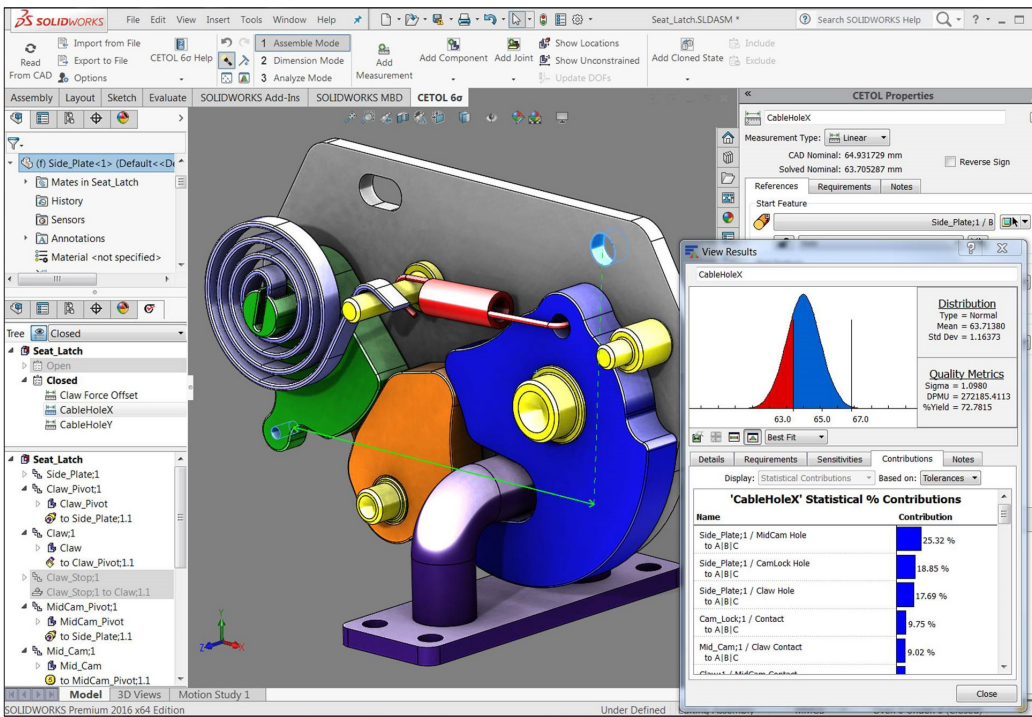 SOLIDWORKS File Edit View Insert Tools Window Help Seat_Latch.SLDASM * Search SOLIDWORKS Help
Read From CAD
Import from File
Export to File
Options
CETOL 6σ Help
1 Assemble Mode
2 Dimension Mode
3 Analyze Mode
Add Measurement
Add Component
Add Joint
Show Locations
Show Unconstrained
Update DOFs
Add Cloned State
Include
Exclude
Assembly Layout Sketch Evaluate SOLIDWORKS Add-Ins SOLIDWORKS MBD CETOL 6σ
(f) Side_Plate<1> (Default<<De
Mates in Seat_Latch
History
Sensors
Annotations
Material <not specified>
Tree Closed
Seat_Latch
Open
Closed
Claw Force Offset
CableHoleX
CableHoleY
Seat_Latch
Side_Plate;1
Claw_Pivot;1
Claw_Pivot
to Side_Plate;1.1
Claw;1
Claw
to Claw_Pivot;1.1
Claw_Stop;1
Claw_Stop;1 to Claw;1.1
MidCam_Pivot;1
MidCam_Pivot
to Side_Plate;1.1
Mid_Cam;1
Mid_Cam
to MidCam_Pivot;1.1
Y
Z
CETOL Properties
CableHoleX
Measurement Type: Linear
CAD Nominal: 64.931729 mm
Solved Nominal: 63.705287 mm
Reverse Sign
References Requirements Notes
Start Feature
Side_Plate;1 / B
View Results
CableHoleX
63.0 65.0 67.0
Distribution
Type = Normal
Mean = 63.71380
Std Dev = 1.16373
Quality Metrics
Sigma = 1.0980
DPMU = 272185.4113
%Yield = 72.7815
Best Fit
Details Requirements Sensitivities Contributions Notes
Display: Statistical Contributions Based on: Tolerances
'CableHoleX' Statistical % Contributions
Name Contribution
Side_Plate;1 / MidCam Hole
to A|B|C
25.32 %
Side_Plate;1 / CamLock Hole
to A|B|C
18.85 %
Side_Plate;1 / Claw Hole
to A|B|C
17.69 %
Cam_Lock;1 / Contact
to A|B|C
9.75 %
Mid_Cam;1 / Claw Contact
to A|B|C
9.02 %
Claw;1 / MidCam Contact
Close
Model 3D Views Motion Study 1
SOLIDWORKS Premium 2016 x64 Edition
Under Defined